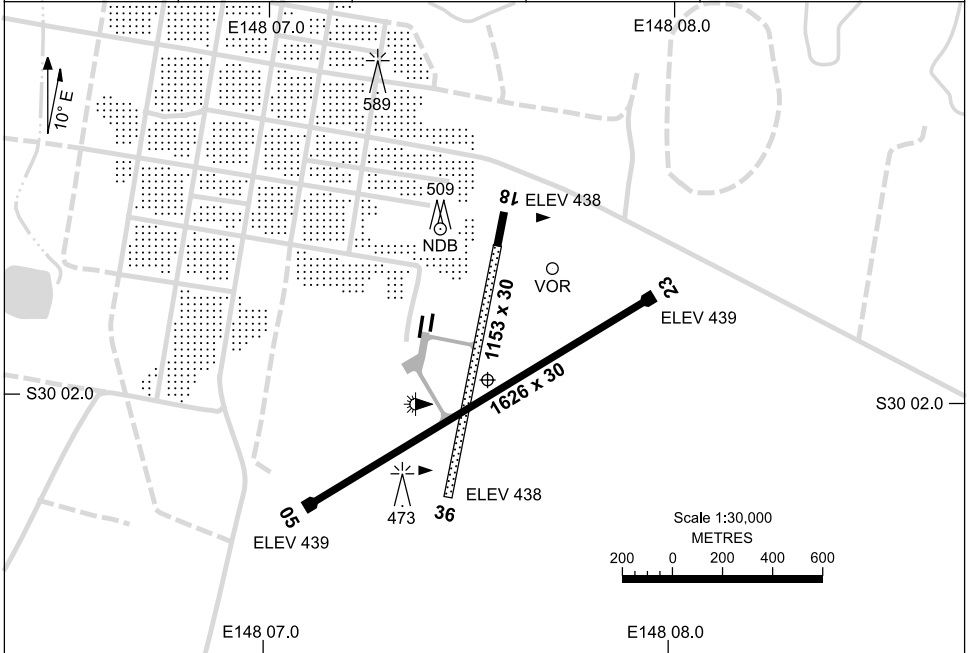 E148 07.0
E148 08.0
10° E
589
509
NDB
18
ELEV 438
VOR
23
ELEV 439
1153 x 30
1626 x 30
S30 02.0
S30 02.0
ELEV 438
36
473
05
ELEV 439
Scale 1:30,000
METRES
200 0 200 400 600
E148 07.0
E148 08.0